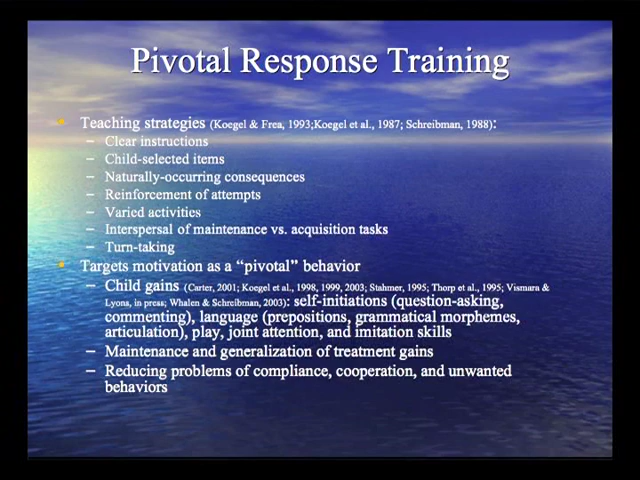 Pivotal Response Training
• Teaching strategies (Koegel & Frea, 1993;Koegel et al., 1987; Schreibman, 1988):
– Clear instructions
– Child-selected items
– Naturally-occurring consequences
– Reinforcement of attempts
– Varied activities
– Interspersal of maintenance vs. acquisition tasks
– Turn-taking
• Targets motivation as a “pivotal” behavior
– Child gains (Carter, 2001; Koegel et al., 1998, 1999, 2003; Stahmer, 1995; Thorp et al., 1995; Vismara &
Lyons, in press; Whalen & Schreibman, 2003): self-initiations (question-asking,
commenting), language (prepositions, grammatical morphemes,
articulation), play, joint attention, and imitation skills
– Maintenance and generalization of treatment gains
– Reducing problems of compliance, cooperation, and unwanted
behaviors